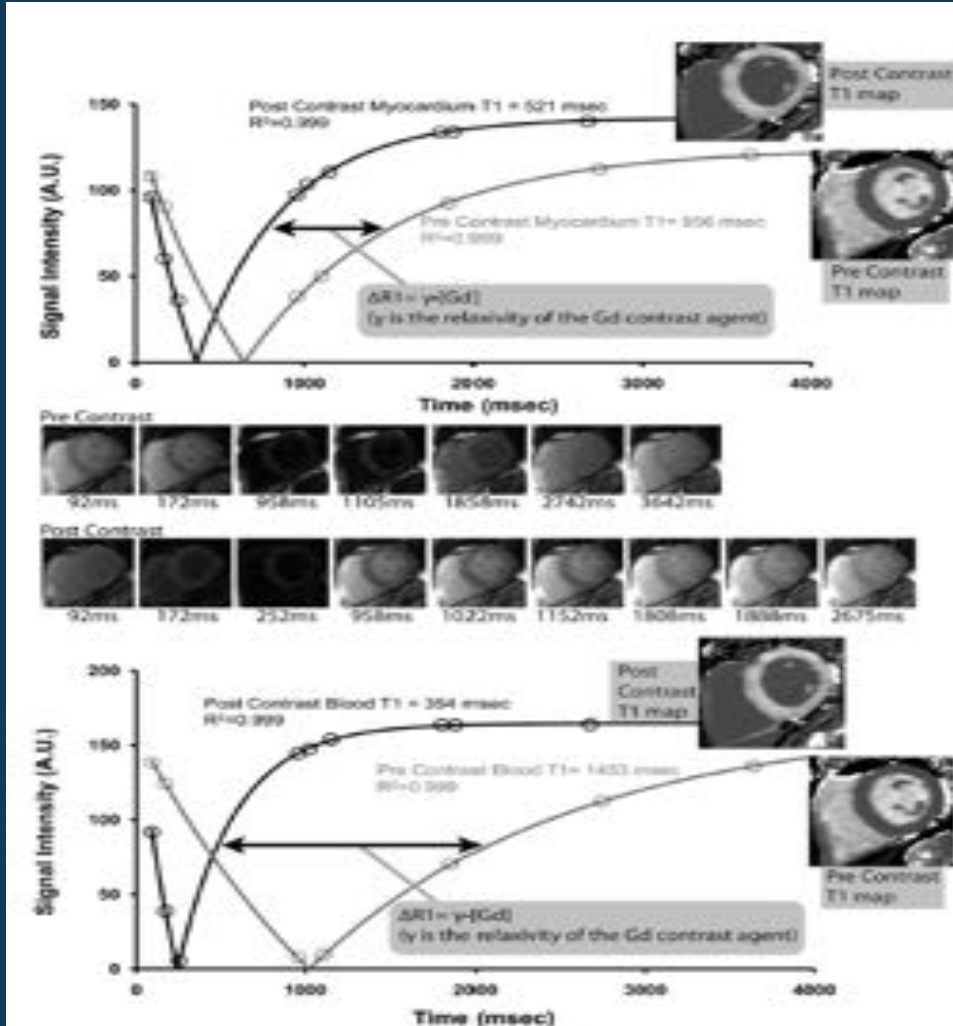 Post Contrast
T1 map
Post Contrast Myocardium T1 = 521 msec
R²=0.999
Pre Contrast Myocardium T1=
msec
R²=0.999
Pre Contrast
T1 map
ΔR1= γ•[Gd]
(γ is the relaxivity of the Gd contrast agent)
Signal Intensity (A.U.)
150
100
50
0
0
1000
2000
3000
4000
Time (msec)
Pre Contrast
92ms
172ms
958ms
1105ms
1858ms
2742ms
3642ms
Post Contrast
92ms
172ms
252ms
958ms
1022ms
1152ms
1808ms
1888ms
2675ms
Post
Contrast
T1 map
Post Contrast Blood T1 = 354 msec
R²=0.999
Pre Contrast Blood T1=
msec
R²=0.999
Pre Contrast
T1 map
ΔR1= γ•[Gd]
(γ is the relaxivity of the Gd contrast agent)
Signal Intensity (A.U.)
200
150
100
50
0
0
1000
2000
3000
4000
Time (msec)